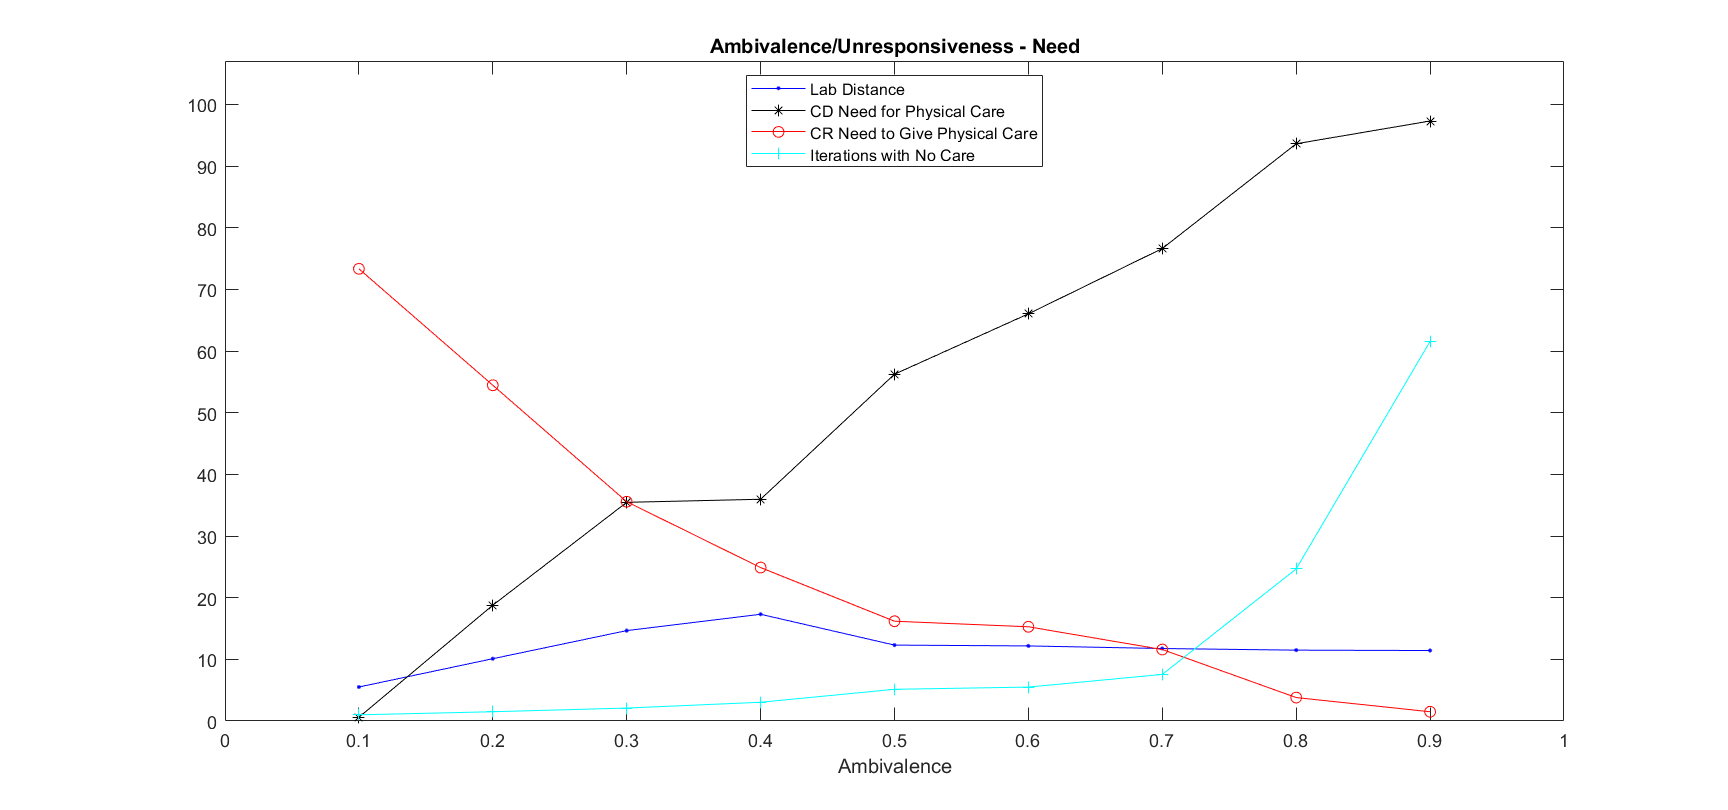 Ambivalence/Unresponsiveness - Need
Lab Distance
CD Need for Physical Care
CR Need to Give Physical Care
Iterations with No Care
100
90
80
70
60
50
40
30
20
10
0
0 0.1 0.2 0.3 0.4 0.5 0.6 0.7 0.8 0.9 1
Ambivalence